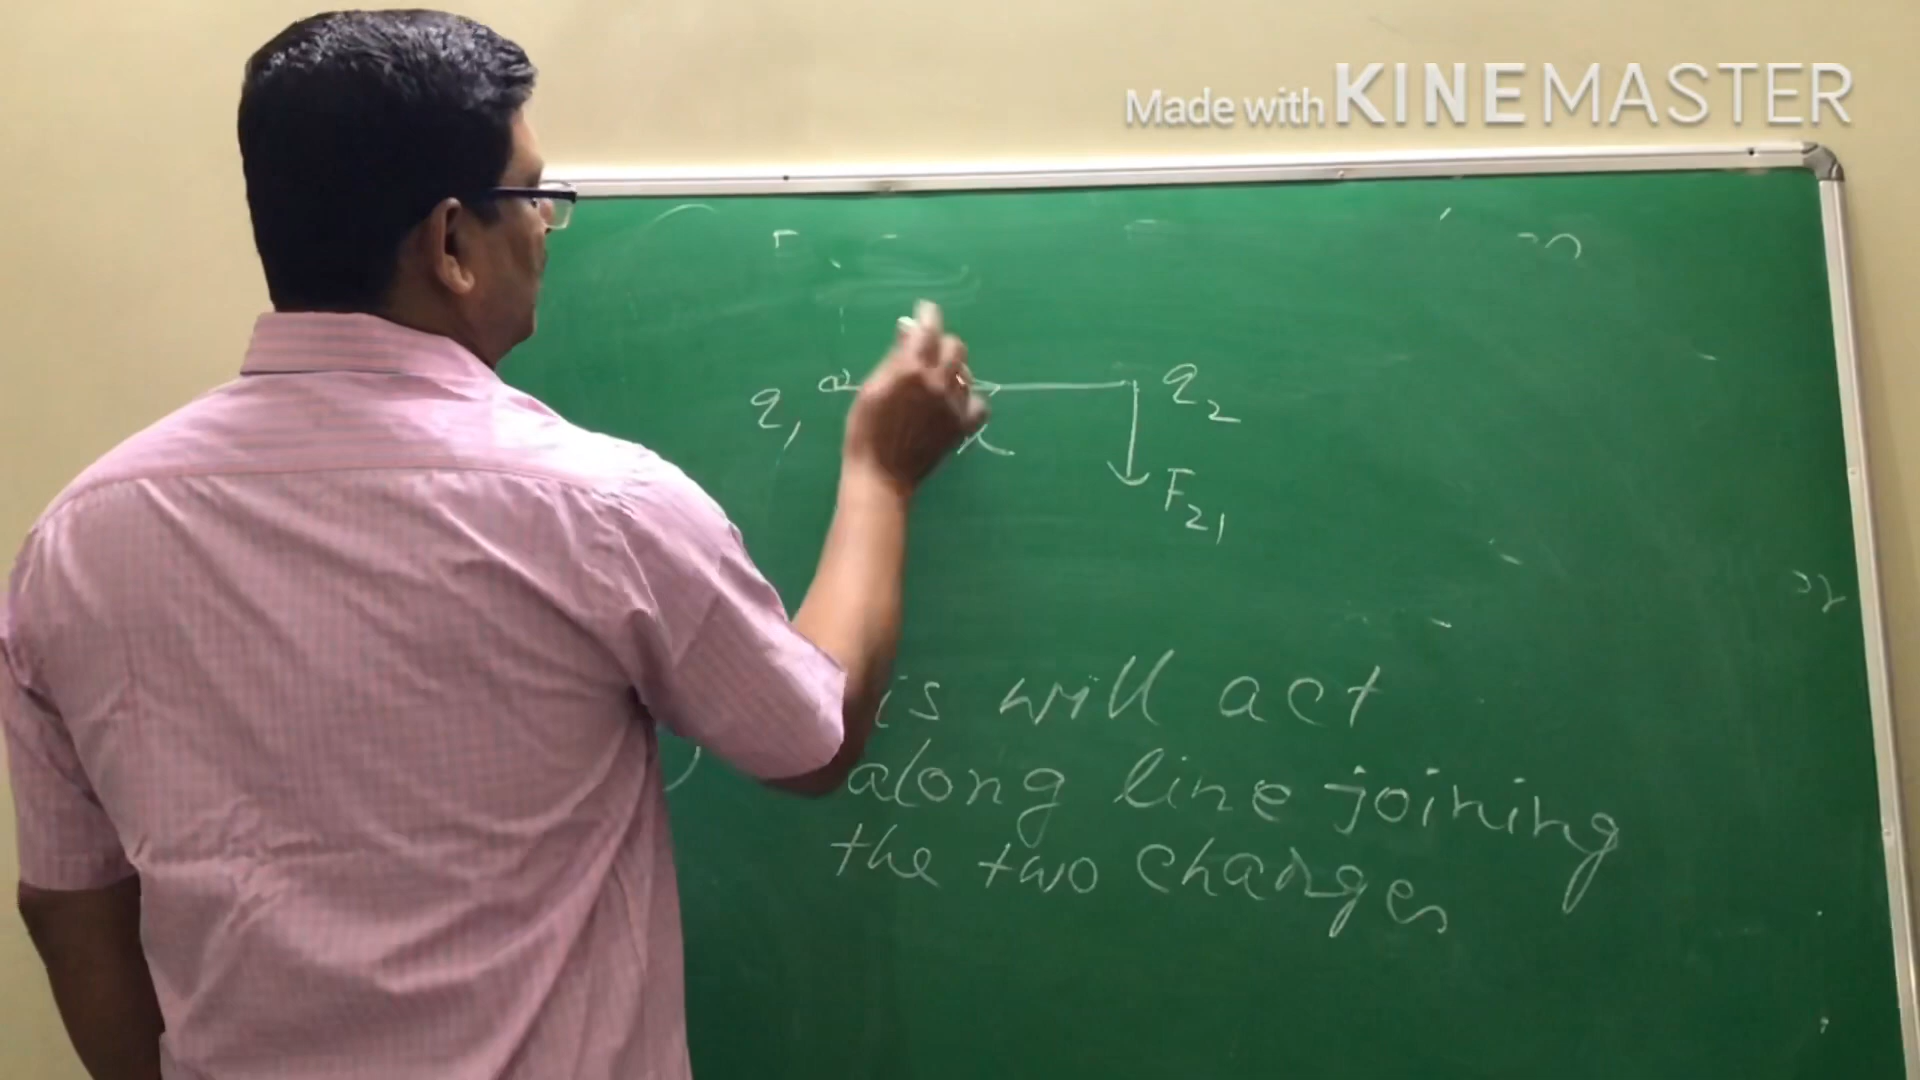 Made with KINEMASTER
q1
q2
F21
is will act
along line joining
the two charges